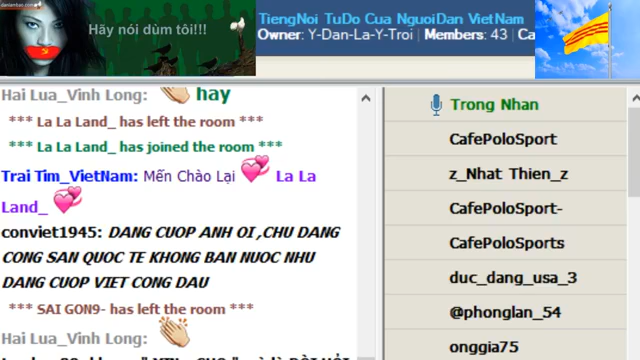 Hãy nói dùm tôi!!!
TiengNoi TuDo Cua NguoiDan VietNam
Owner: Y-Dan-La-Y-Troi | Members: 43 | Ca
Hai Lua_Vinh Long: hay
*** La La Land_ has left the room ***
*** La La Land_ has joined the room ***
Trai Tim_VietNam: Mến Chào Lại La La
Land_
conviet1945: DANG CUOP ANH OI ,CHU DANG
CONG SAN QUOC TE KHONG BAN NUOC NHU
DANG CUOP VIET CONG DAU
*** SAI GON9- has left the room ***
Hai Lua_Vinh Long:
Trong Nhan
CafePoloSport
z_Nhat Thien_z
CafePoloSport-
CafePoloSports
duc_dang_usa_3
@phonglan_54
onggia75